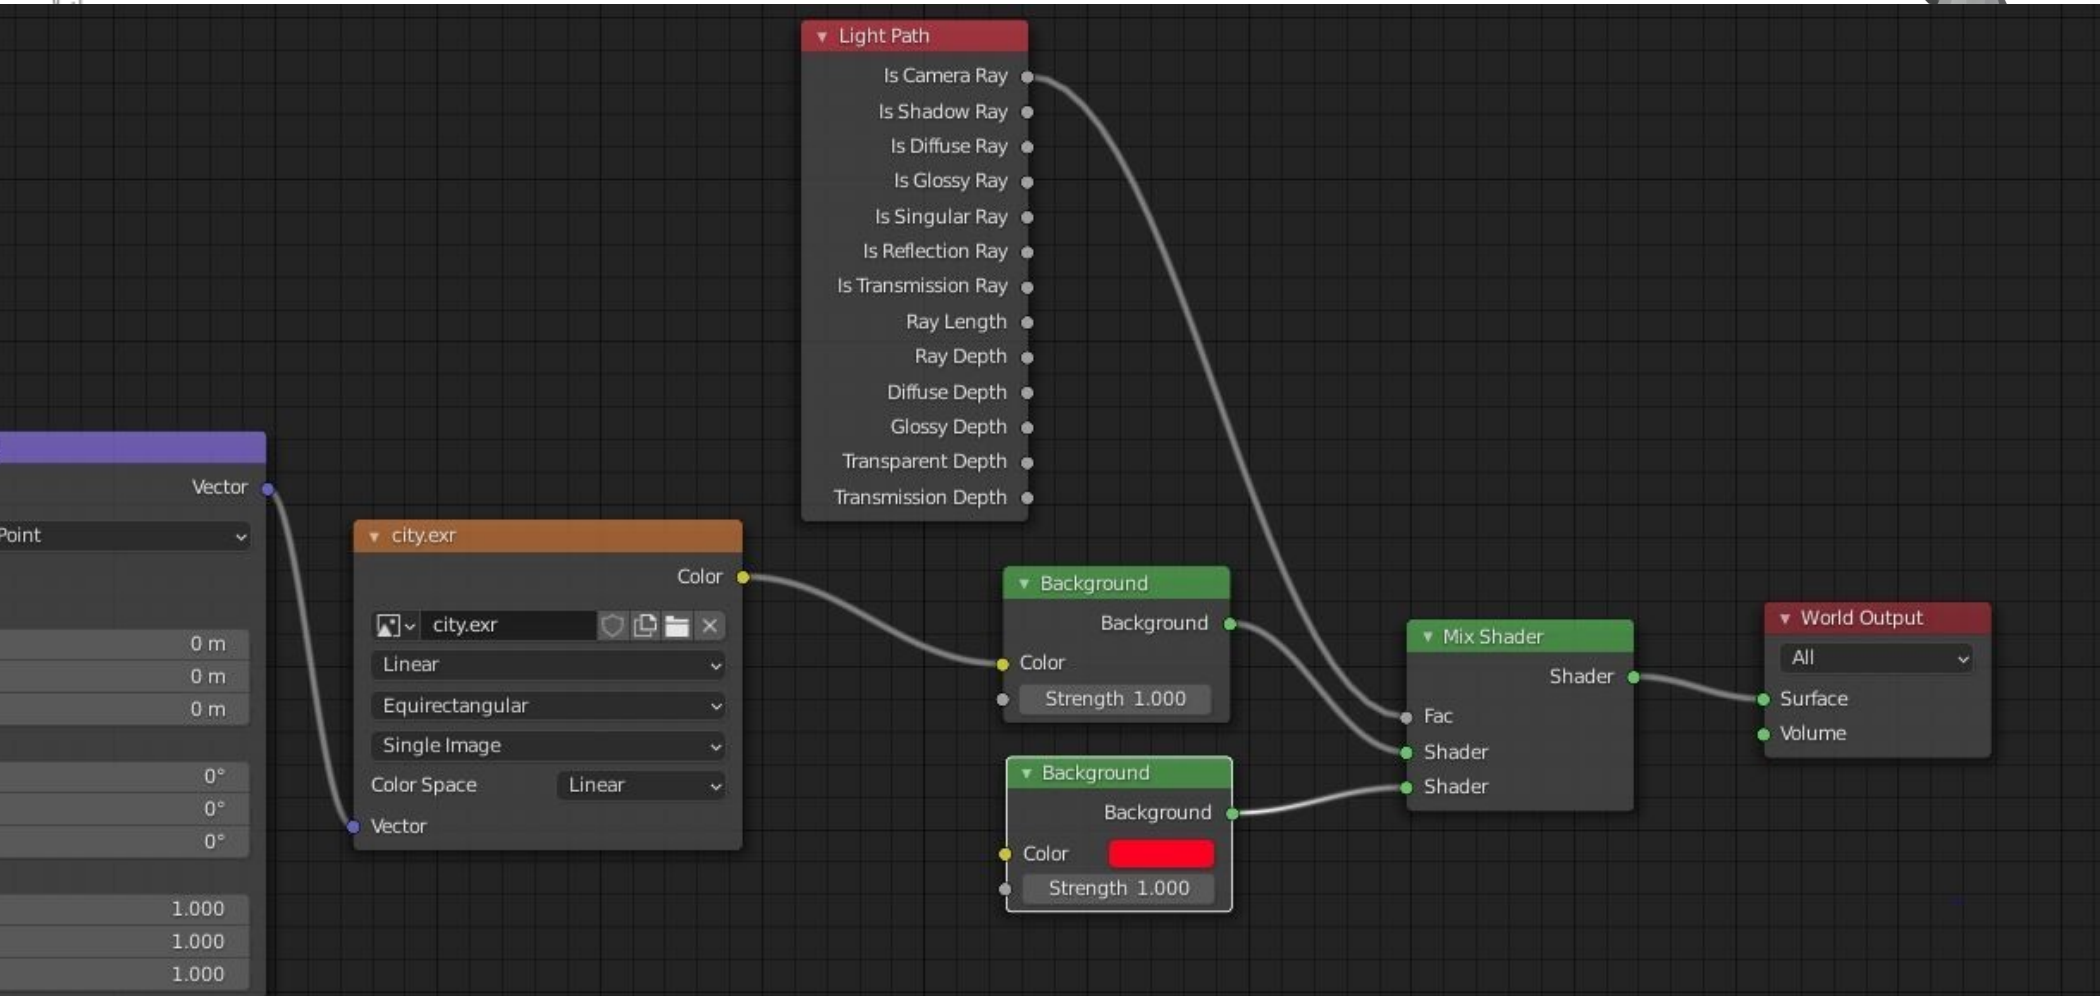 Light Path
Is Camera Ray
Is Shadow Ray
Is Diffuse Ray
Is Glossy Ray
Is Singular Ray
Is Reflection Ray
Is Transmission Ray
Ray Length
Ray Depth
Diffuse Depth
Glossy Depth
Transparent Depth
Transmission Depth
Vector
Point
0 m
0 m
0 m
0°
0°
0°
1.000
1.000
1.000
city.exr
Color
city.exr
Linear
Equirectangular
Single Image
Color Space Linear
Vector
Background
Background
Color
Strength 1.000
Background
Background
Color
Strength 1.000
Mix Shader
Shader
Fac
Shader
Shader
World Output
All
Surface
Volume